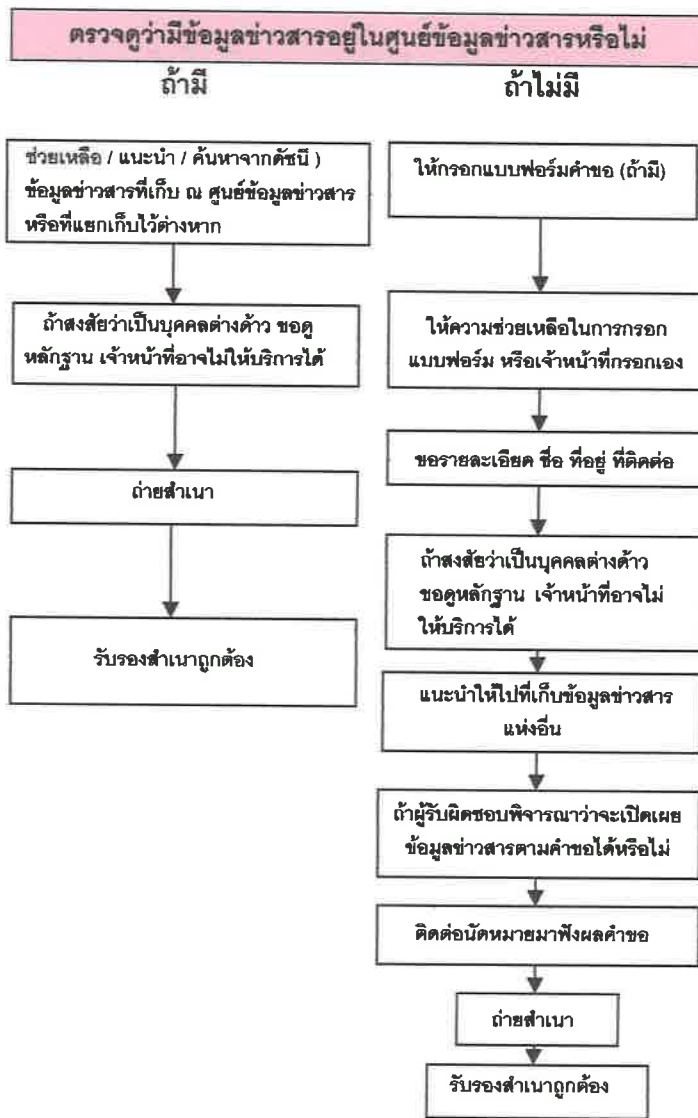 ตรวจดูว่ามีข้อมูลข่าวสารอยู่ในศูนย์ข้อมูลข่าวสารหรือไม่
ถ้ามี
ช่วยเหลือ / แนะนำ / ค้นหาจากดัชนี )
ข้อมูลข่าวสารที่เก็บ ณ ศูนย์ข้อมูลข่าวสาร
หรือที่แยกเก็บไว้ต่างหาก
ถ้าสงสัยว่าเป็นบุคคลต่างด้าว ขอดู
หลักฐาน เจ้าหน้าที่อาจไม่ให้บริการได้
ถ่ายสำเนา
รับรองสำเนาถูกต้อง
ถ้าไม่มี
ให้กรอกแบบฟอร์มคำขอ (ถ้ามี)
ให้ความช่วยเหลือในการกรอก
แบบฟอร์ม หรือเจ้าหน้าที่กรอกเอง
ขอรายละเอียด ชื่อ ที่อยู่ ที่ติดต่อ
ถ้าสงสัยว่าเป็นบุคคลต่างด้าว
ขอดูหลักฐาน เจ้าหน้าที่อาจไม่
ให้บริการได้
แนะนำให้ไปที่เก็บข้อมูลข่าวสาร
แห่งอื่น
ถ้าผู้รับผิดชอบพิจารณาว่าจะเปิดเผย
ข้อมูลข่าวสารตามคำขอได้หรือไม่
ติดต่อนัดหมายมาฟังผลคำขอ
ถ่ายสำเนา
รับรองสำเนาถูกต้อง